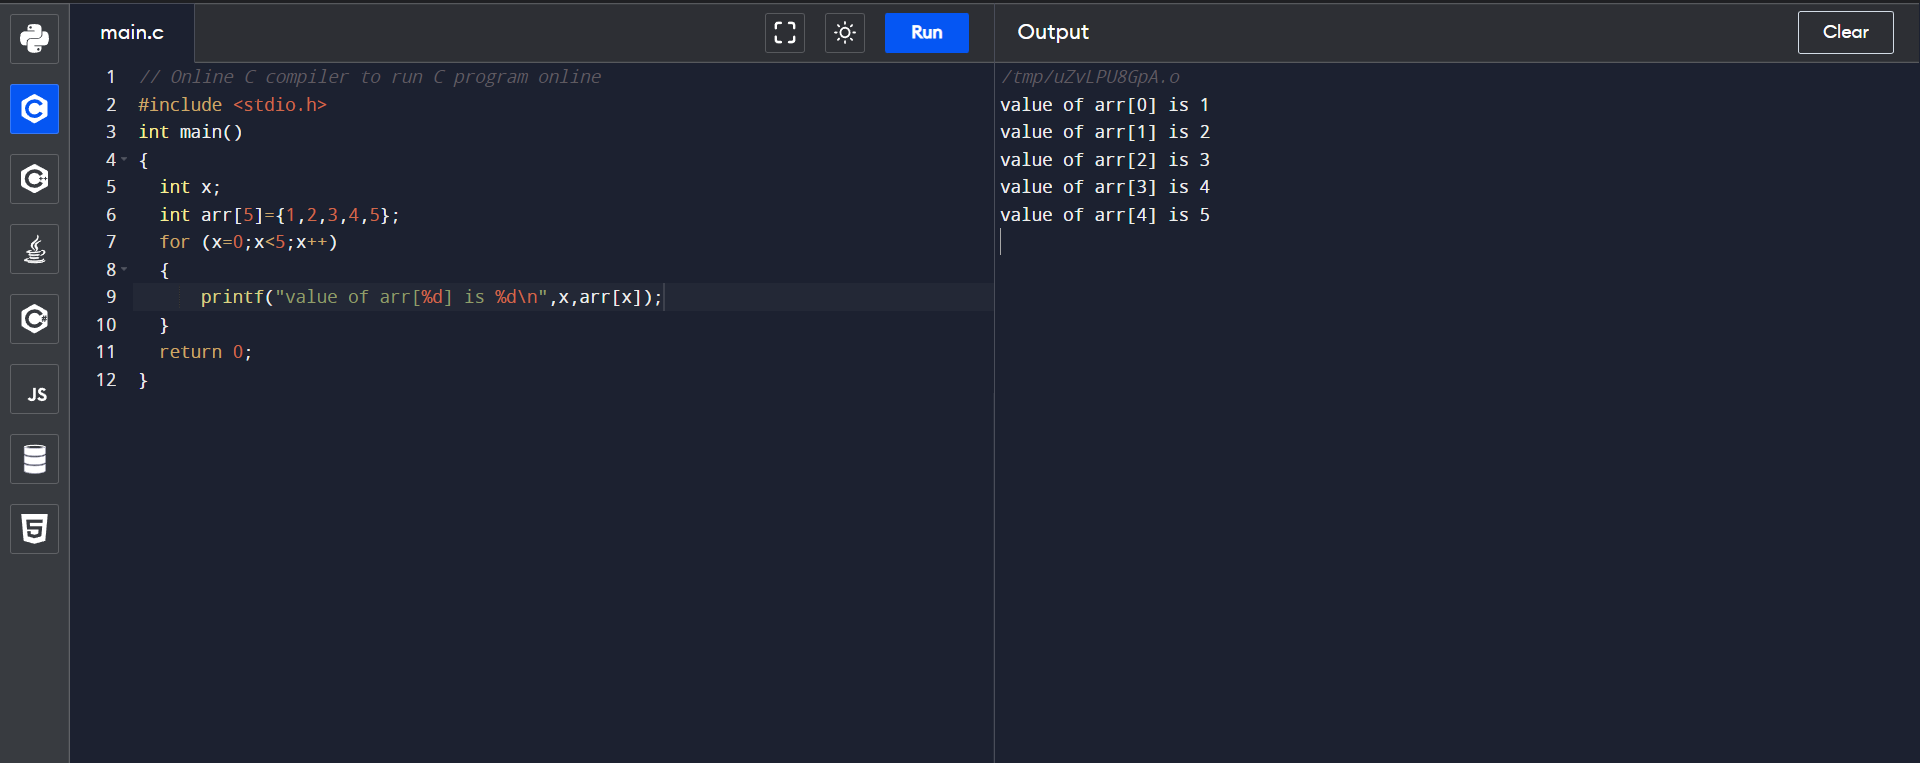 main.c
Run
Output
Clear
1 // Online C compiler to run C program online
2 #include <stdio.h>
3 int main()
4 {
5 int x;
6 int arr[5]={1,2,3,4,5};
7 for (x=0;x<5;x++)
8 {
9 printf("value of arr[%d] is %d\n",x,arr[x]);
10 }
11 return 0;
12 }
/tmp/uZvLPU8GpA.o
value of arr[0] is 1
value of arr[1] is 2
value of arr[2] is 3
value of arr[3] is 4
value of arr[4] is 5
C
C++
C#
JS
5